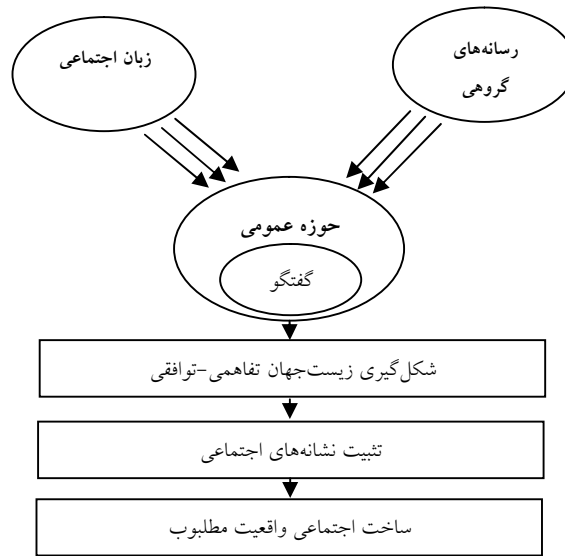 رسانه‌های
گروهی
زبان اجتماعی
حوزه عمومی
گفتگو
شکل‌گیری زیست‌جهان تفاهمی-توافقی
تثبیت نشانه‌های اجتماعی
ساخت اجتماعی واقعیت مطلوب